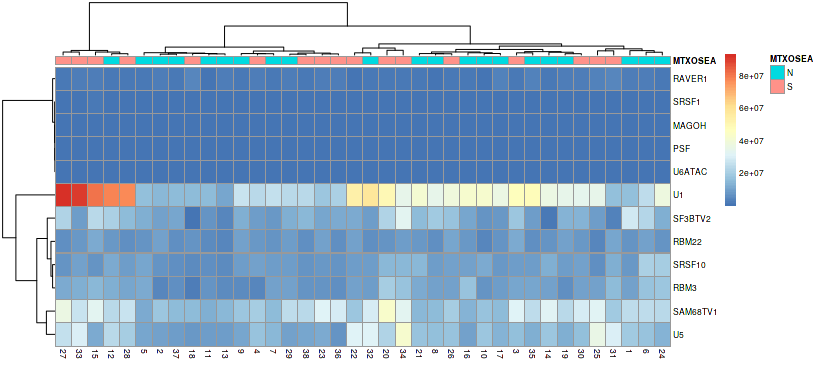 MTXOSEA
RAVER1
SRSF1
MAGOH
PSF
U6ATAC
U1
SF3BTV2
RBM22
SRSF10
RBM3
SAM68TV1
U5
27 33 15 12 28 5 2 37 18 11 13 9 4 7 29 38 23 36 22 32 20 34 21 8 26 16 10 17 3 35 14 19 30 25 31 1 6 24
8e+07
6e+07
4e+07
2e+07
MTXOSEA
N
S